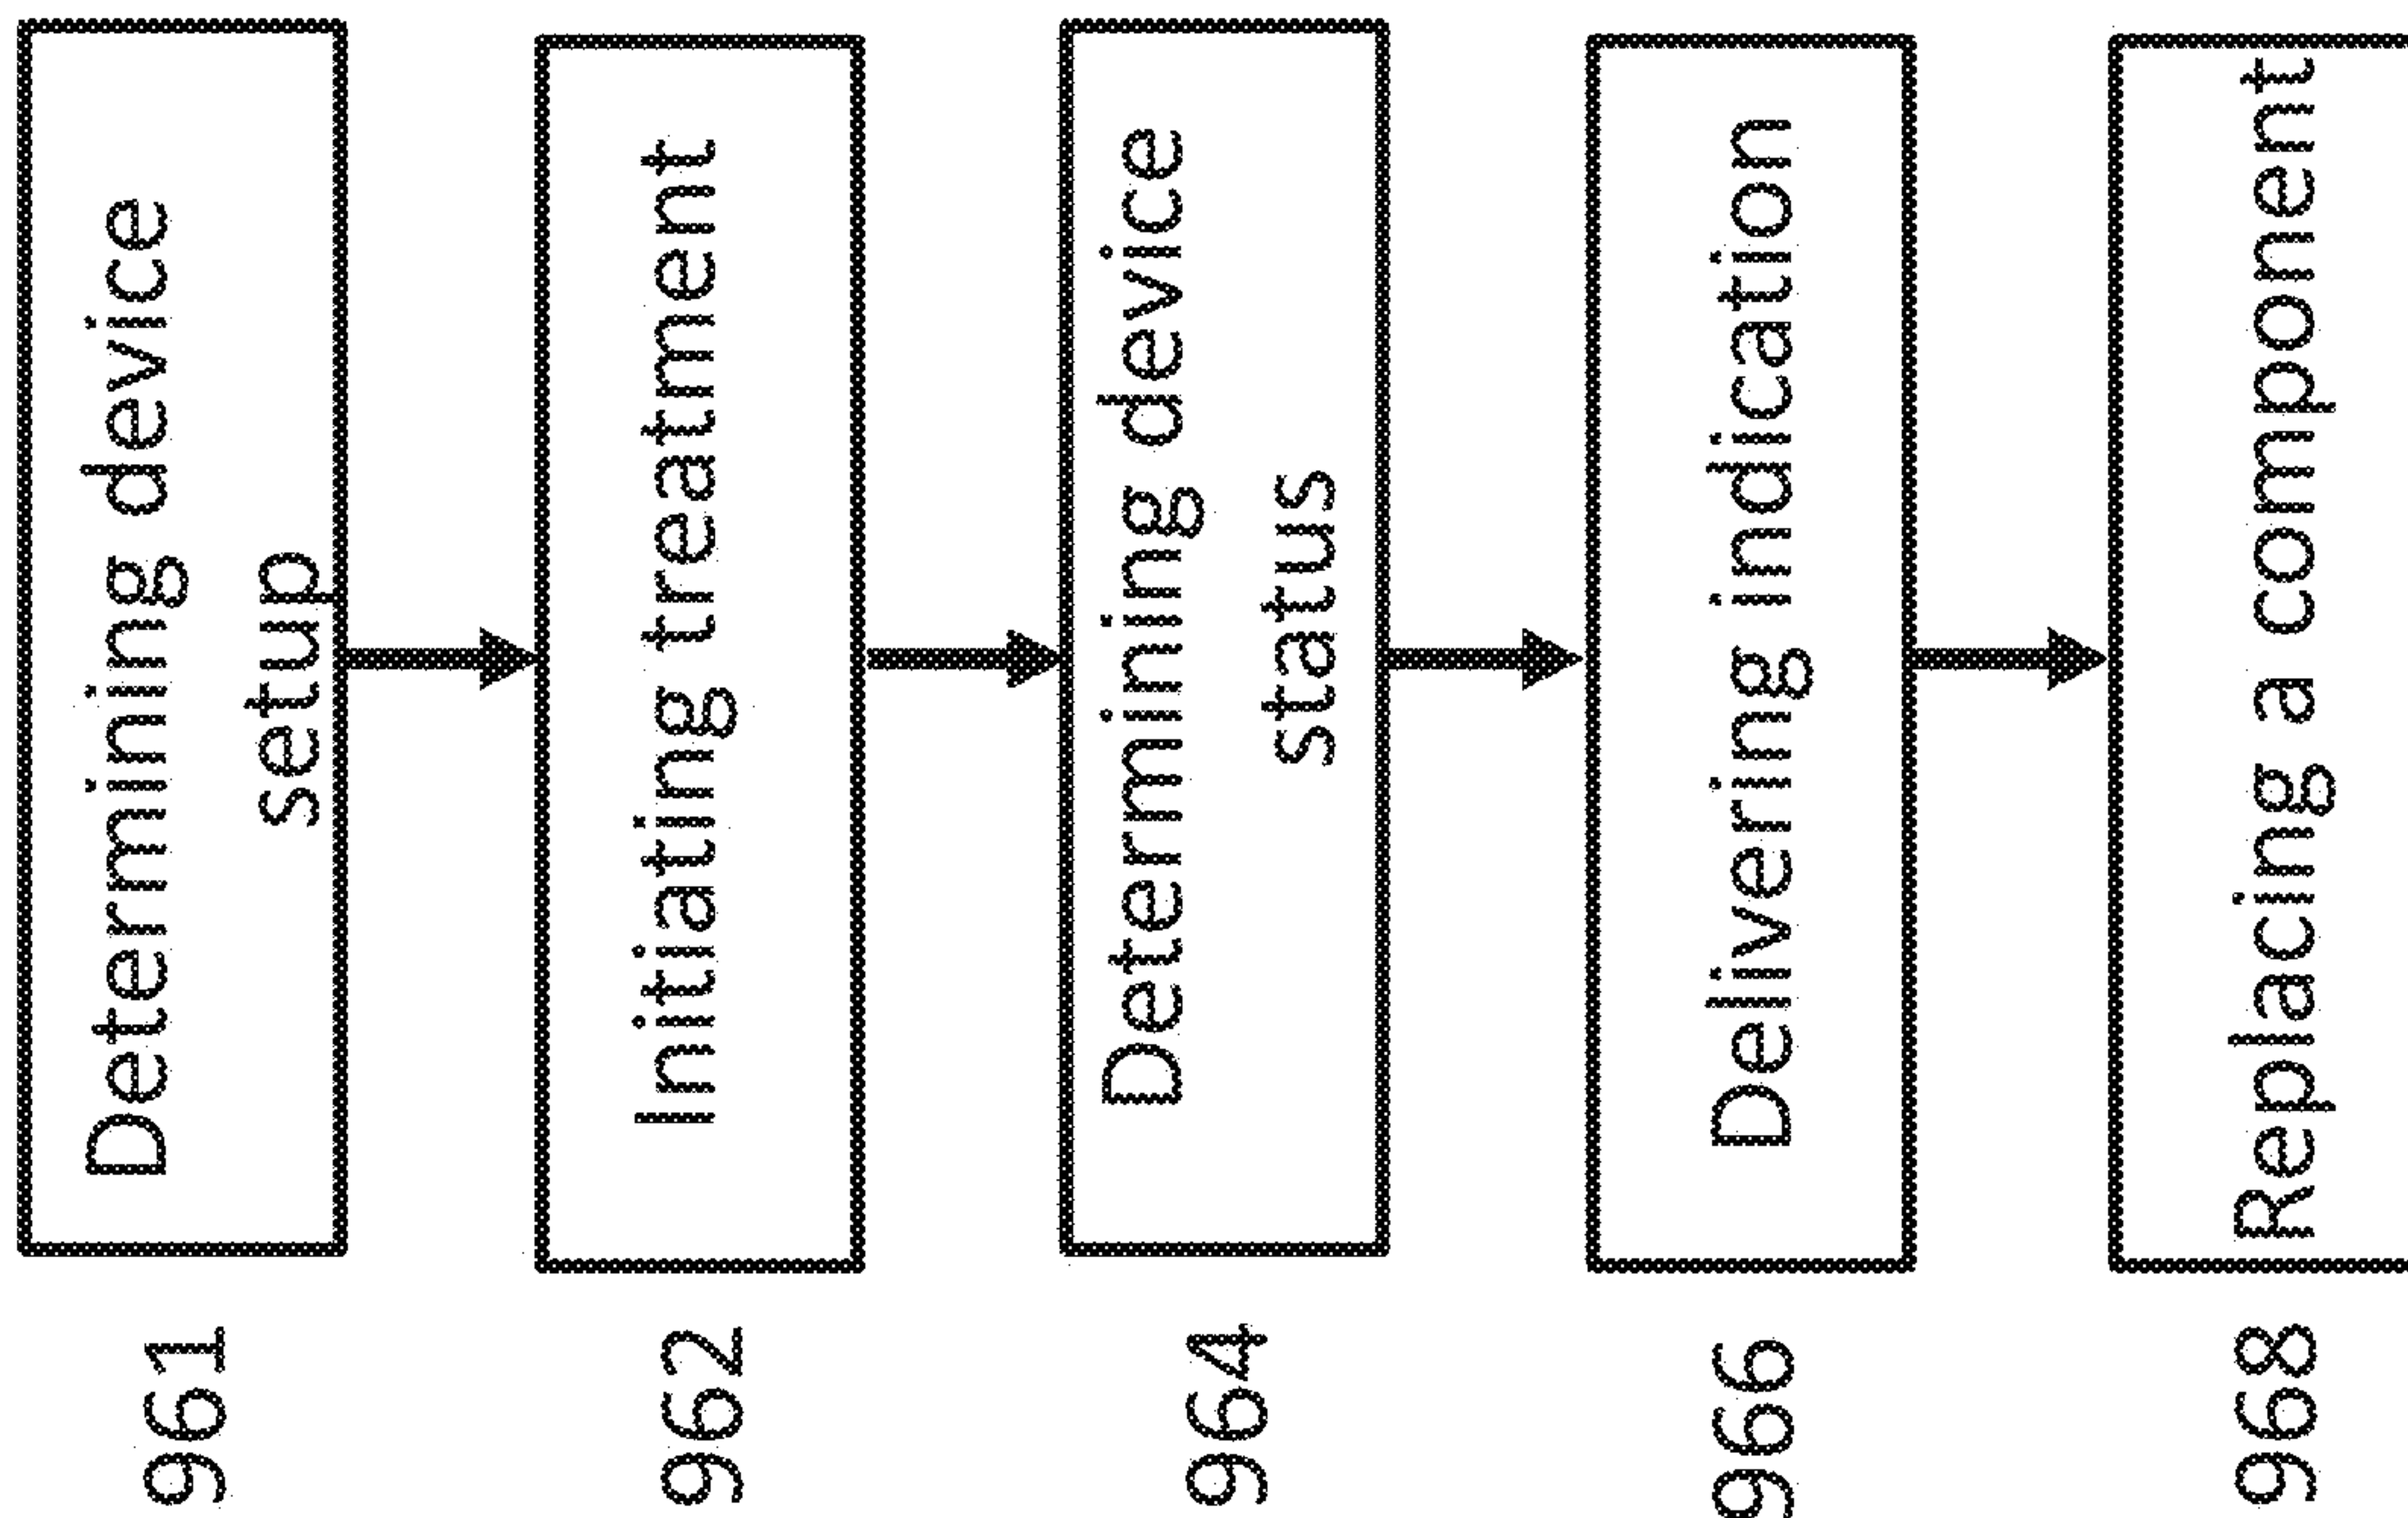 961
Determining device
setup
962
Initiating treatment
964
Determining device
status
966
Delivering indication
968
Replacing a component